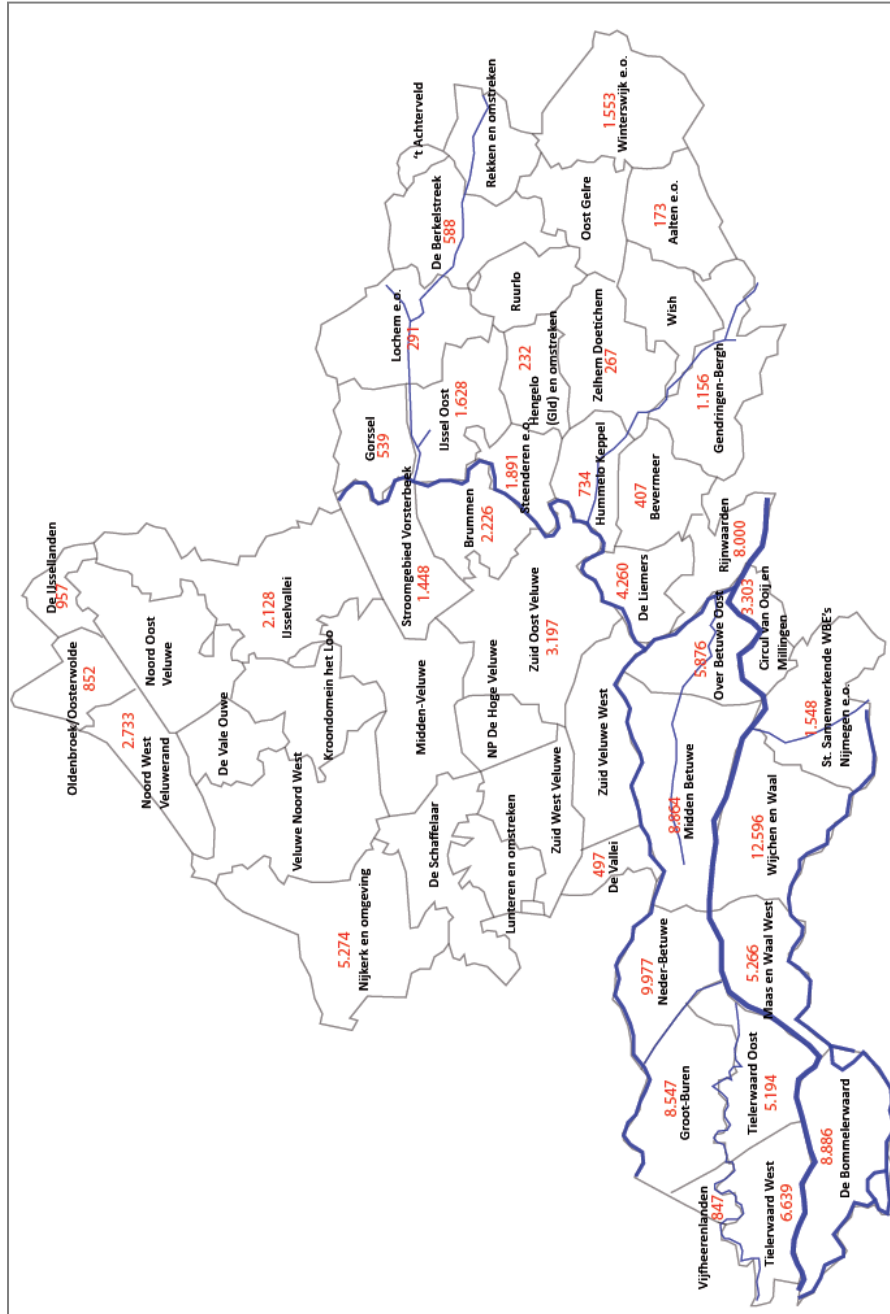 Oldenbroek/Oosterwolde
852
De IJssellanden
957
2.733
Noord West
Veluwerand
Noord Oost
Veluwe
De Vale Ouwe
2.128
IJsselvallei
Veluwe Noord West
Kroondomein het Loo
5.274
Nijkerk en omgeving
De Schaffelaar
Midden-Veluwe
Stroomgebied Vorsterbeek
1.448
Gorssel
539
Lochem e.o.
291
De Berkelstreek
588
't Achterveld
Rekken en omstreken
IJssel Oost
1.628
Brummen
2.226
1.891
Steenderen e.o.
232
Hengelo
(Gld) en omstreken
Ruurlo
Oost Gelre
1.553
Winterswijk e.o.
Lunteren en omstreken
NP De Hoge Veluwe
Zuid Oost Veluwe
3.197
Zuid West Veluwe
Zuid Veluwe West
497
De Vallei
734
Hummelo Keppel
Zelhem Doetichem
267
173
Aalten e.o.
Wish
407
Bevermeer
1.156
Gendringen-Bergh
4.260
De Liemers
Rijnwaarden
8.000
5.876
Over Betuwe Oost
3.303
Circul van Ooij en
Millingen
8.864
Midden Betuwe
9.977
Neder-Betuwe
8.547
Groot-Buren
Vijfheerenlanden
847
Tielerwaard West
6.639
Tielerwaard Oost
5.194
5.266
Maas en Waal West
12.596
Wijchen en Waal
1.548
St. Samenwerkende WBE's
Nijmegen e.o.
8.886
De Bommelerwaard